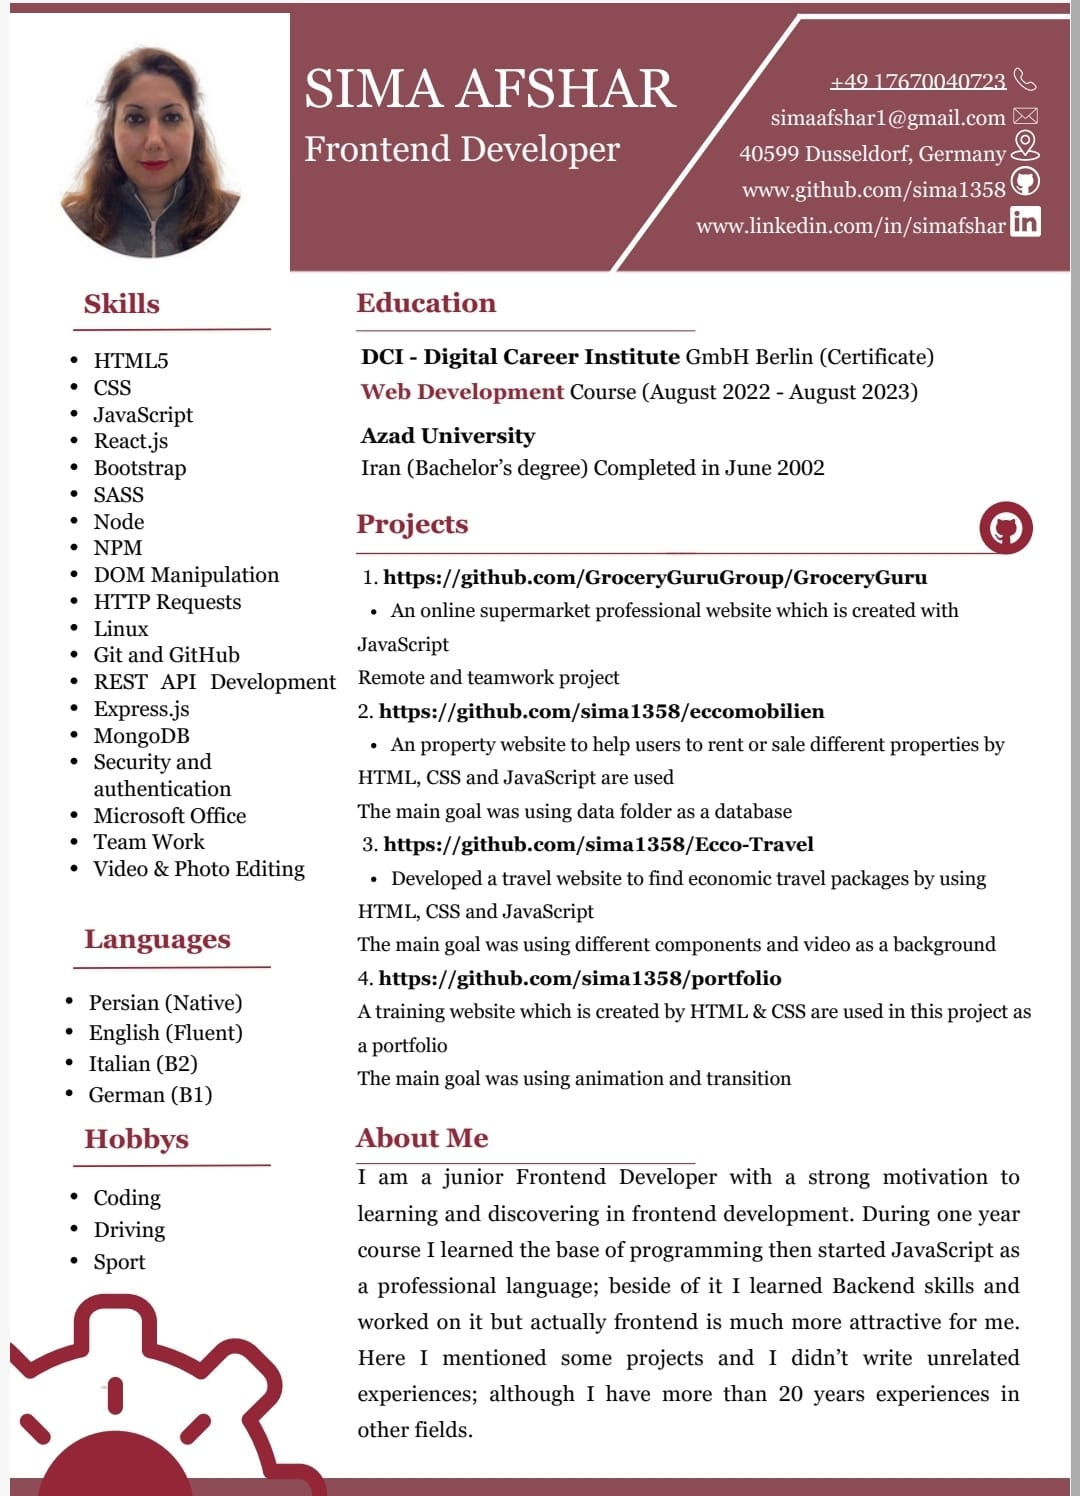 SIMA AFSHAR
Frontend Developer
+49 17670040723
simaafshar1@gmail.com
40599 Dusseldorf, Germany
www.github.com/sima1358
www.linkedin.com/in/simafshar
in
Skills
• HTML5
• CSS
• JavaScript
• React.js
• Bootstrap
• SASS
• Node
• NPM
• DOM Manipulation
• HTTP Requests
• Linux
• Git and GitHub
• REST API Development
• Express.js
• MongoDB
• Security and
authentication
• Microsoft Office
• Team Work
• Video & Photo Editing
Languages
• Persian (Native)
• English (Fluent)
• Italian (B2)
• German (B1)
Hobbys
• Coding
• Driving
• Sport
Education
DCI - Digital Career Institute GmbH Berlin (Certificate)
Web Development Course (August 2022 - August 2023)
Azad University
Iran (Bachelor’s degree) Completed in June 2002
Projects
1. https://github.com/GroceryGuruGroup/GroceryGuru
• An online supermarket professional website which is created with
JavaScript
Remote and teamwork project
2. https://github.com/sima1358/eccomobilien
• An property website to help users to rent or sale different properties by
HTML, CSS and JavaScript are used
The main goal was using data folder as a database
3. https://github.com/sima1358/Ecco-Travel
• Developed a travel website to find economic travel packages by using
HTML, CSS and JavaScript
The main goal was using different components and video as a background
4. https://github.com/sima1358/portfolio
A training website which is created by HTML & CSS are used in this project as
a portfolio
The main goal was using animation and transition
About Me
I am a junior Frontend Developer with a strong motivation to
learning and discovering in frontend development. During one year
course I learned the base of programming then started JavaScript as
a professional language; beside of it I learned Backend skills and
worked on it but actually frontend is much more attractive for me.
Here I mentioned some projects and I didn’t write unrelated
experiences; although I have more than 20 years experiences in
other fields.